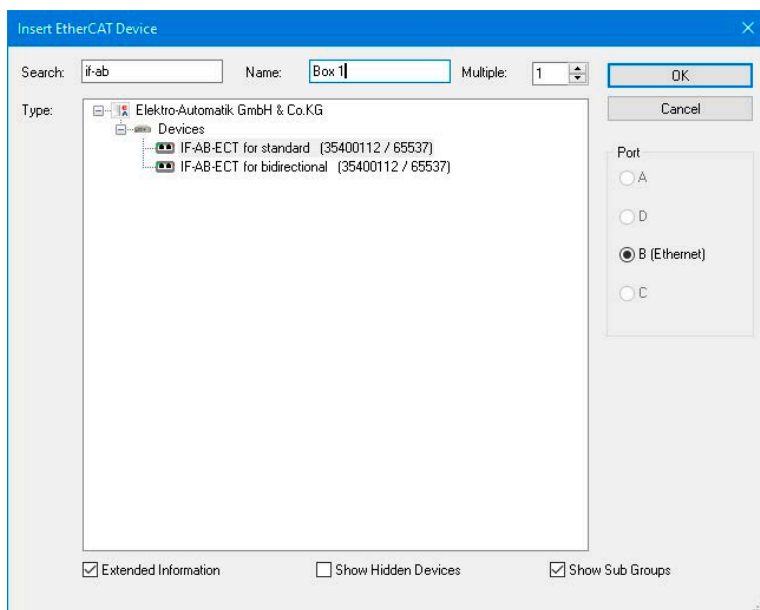 Insert EtherCAT Device
Search: if-ab Name: Box 1 Multiple: 1 OK
Type: Elektro-Automatik GmbH & Co.KG Cancel
Devices
IF-AB-ECT for standard (35400112 / 65537)
IF-AB-ECT for bidirectional (35400112 / 65537)
Port
A
D
B (Ethernet)
C
Extended Information Show Hidden Devices Show Sub Groups